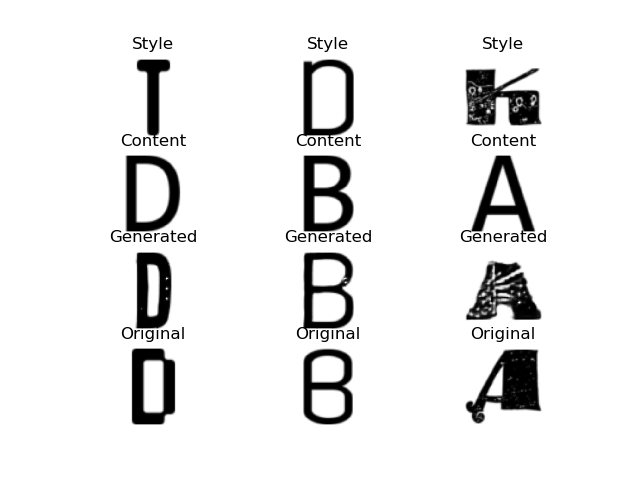 Style Style Style
T D K
Content Content Content
D B A
Generated Generated Generated
D B A
Original Original Original
D B A